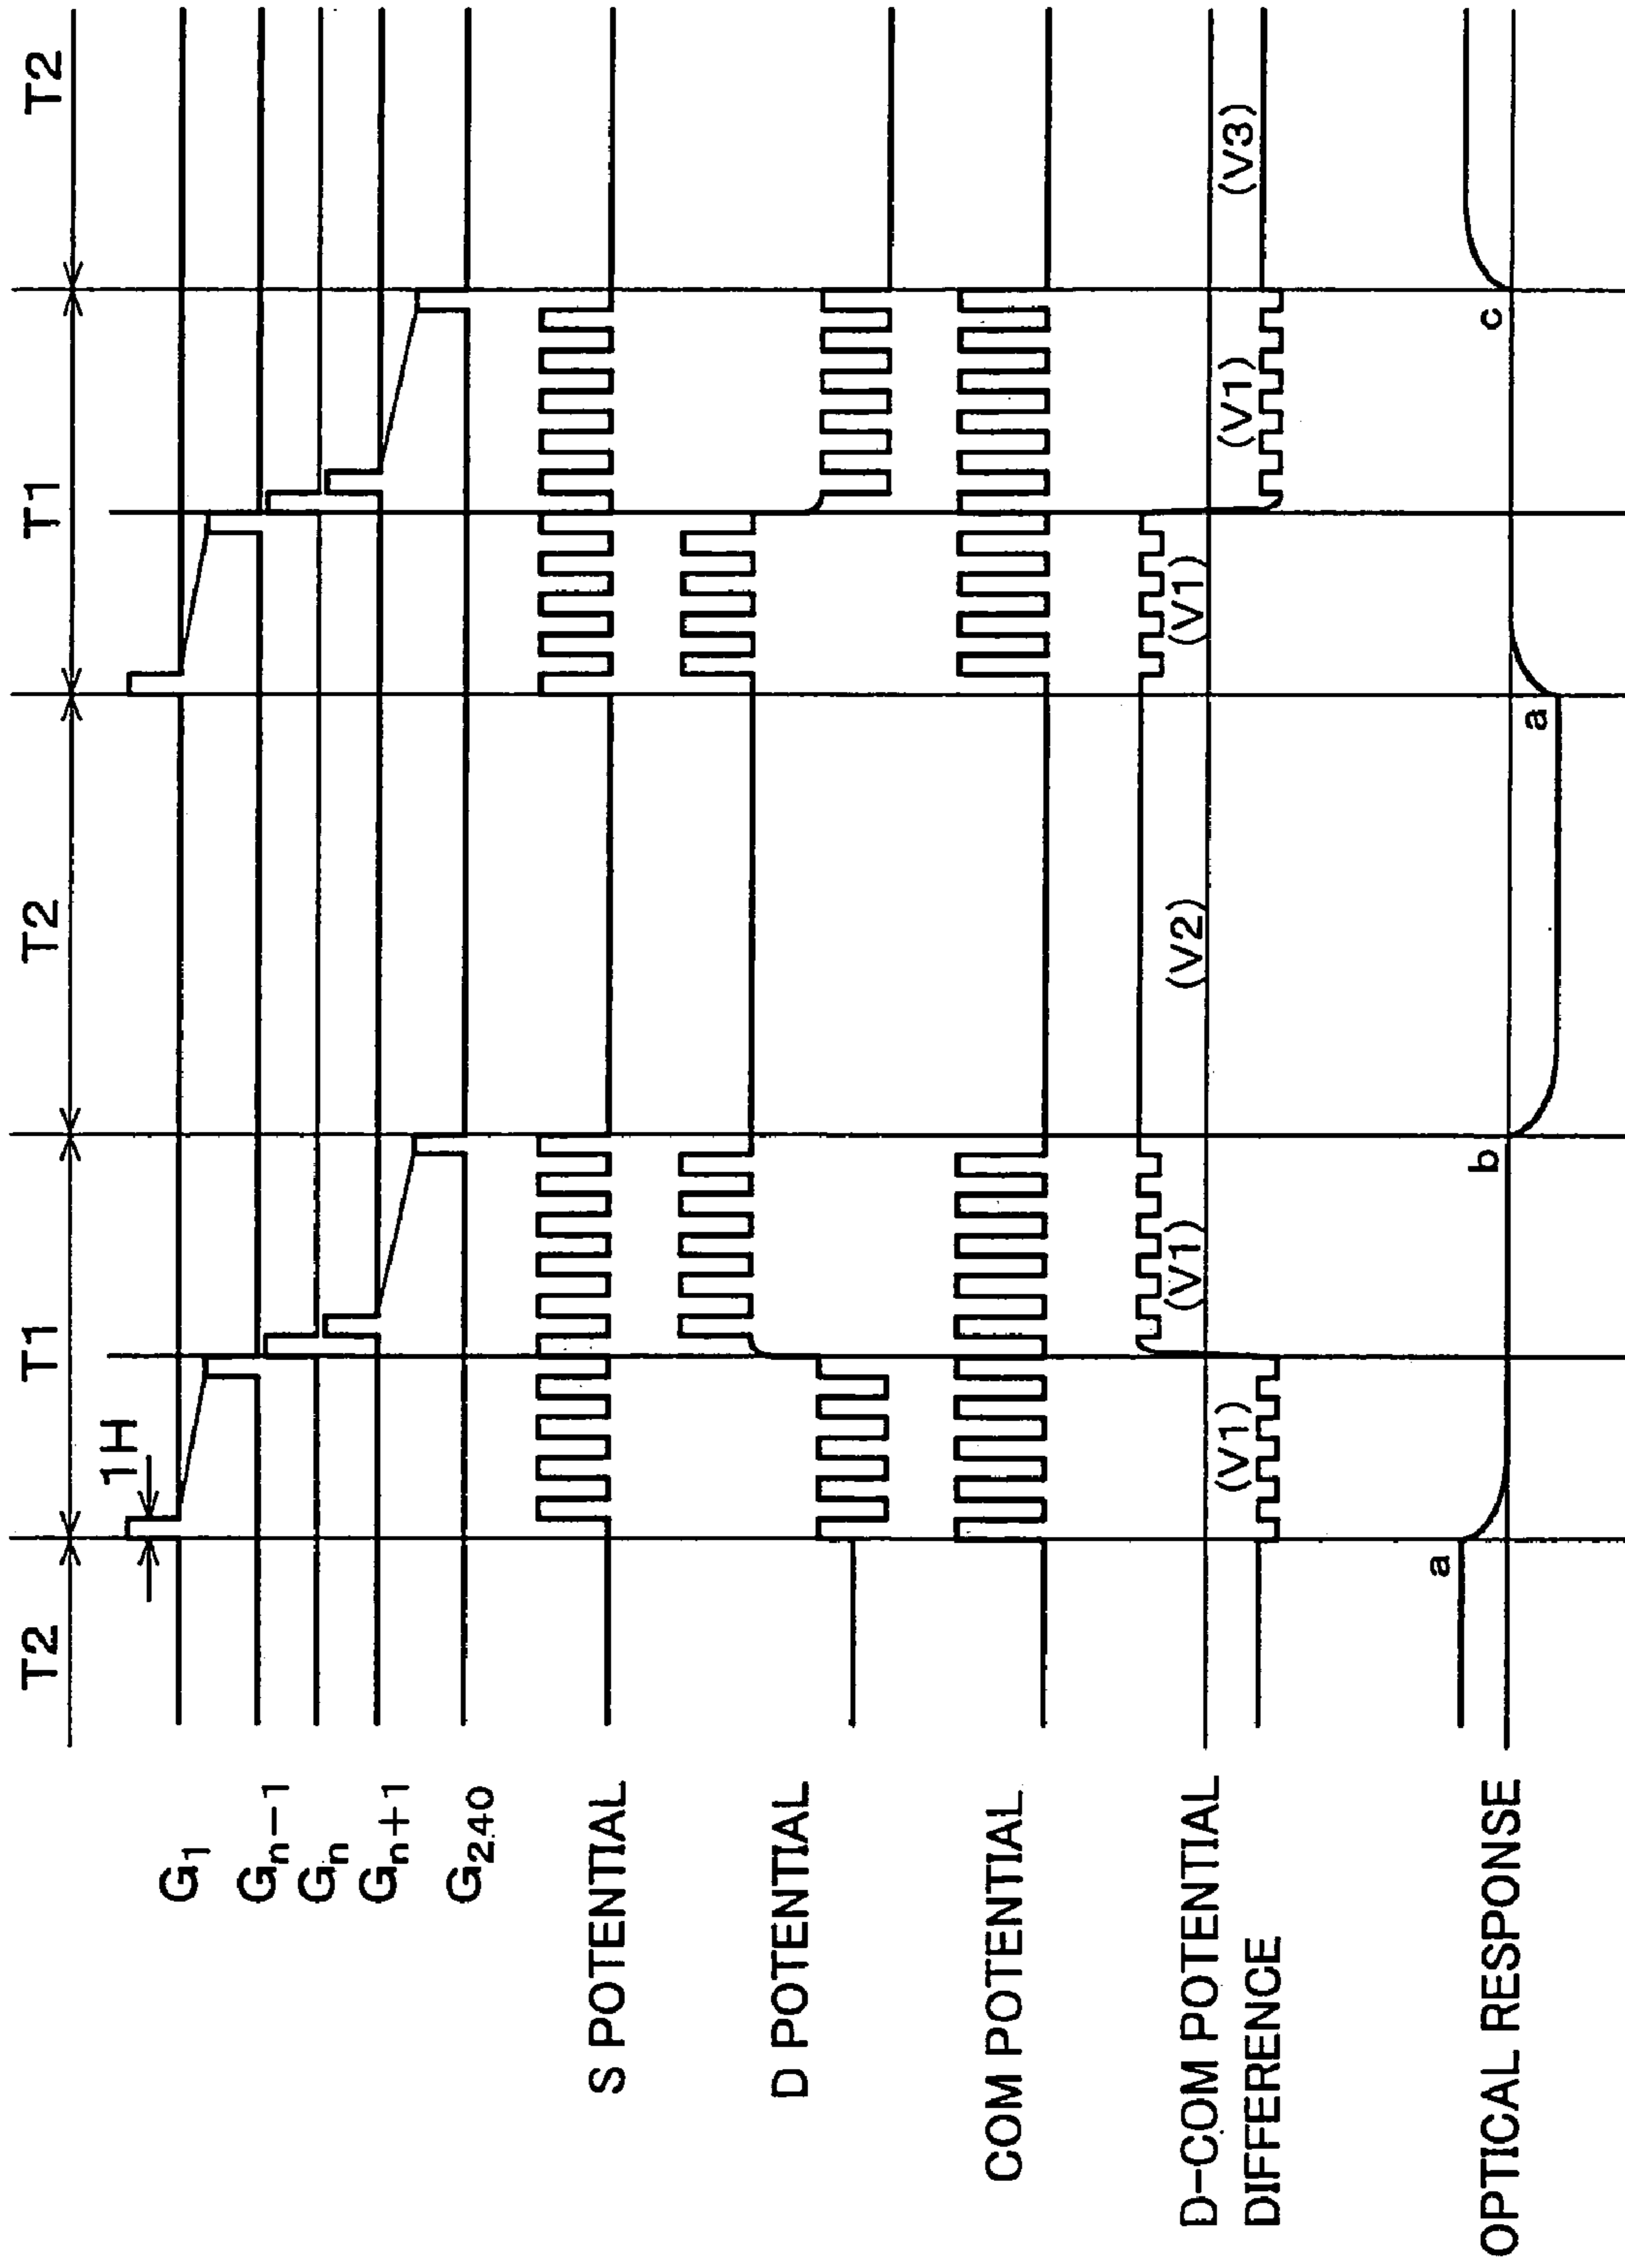 T2
T1
T2
T1
T2
1H
G1
Gn-1
Gn
Gn+1
G240
S POTENTIAL
D POTENTIAL
COM POTENTIAL
D-COM POTENTIAL
DIFFERENCE
(V1)
(V1)
(V2)
(V1)
(V1)
(V3)
OPTICAL RESPONSE
a
b
a
c